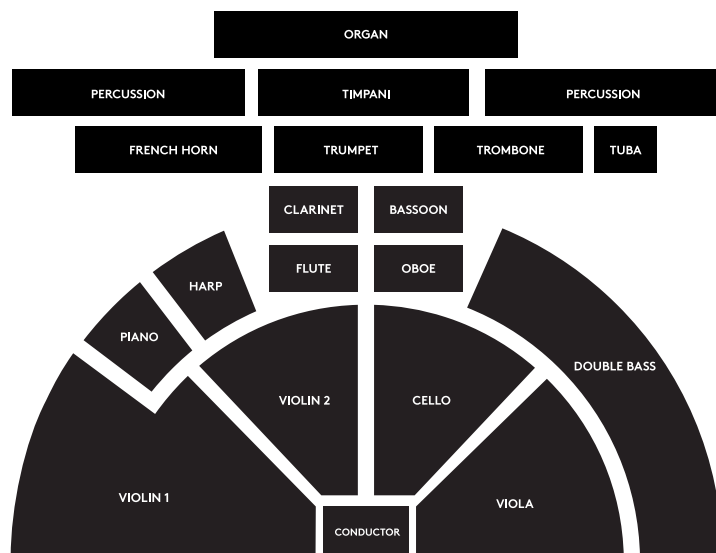 ORGAN
PERCUSSION TIMPANI PERCUSSION
FRENCH HORN TRUMPET TROMBONE TUBA
CLARINET BASSOON
FLUTE OBOE
HARP
PIANO
DOUBLE BASS
VIOLIN 2 CELLO
VIOLIN 1 VIOLA
CONDUCTOR